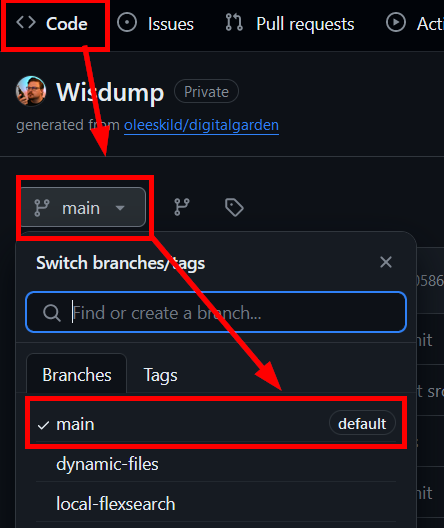 Code Issues Pull requests Acti
Wisdump Private
generated from oleeskild/digitalgarden
main
Switch branches/tags
0586
Find or create a branch...
nit
Branches Tags
t src
main default
dynamic-files
nit
local-flexsearch